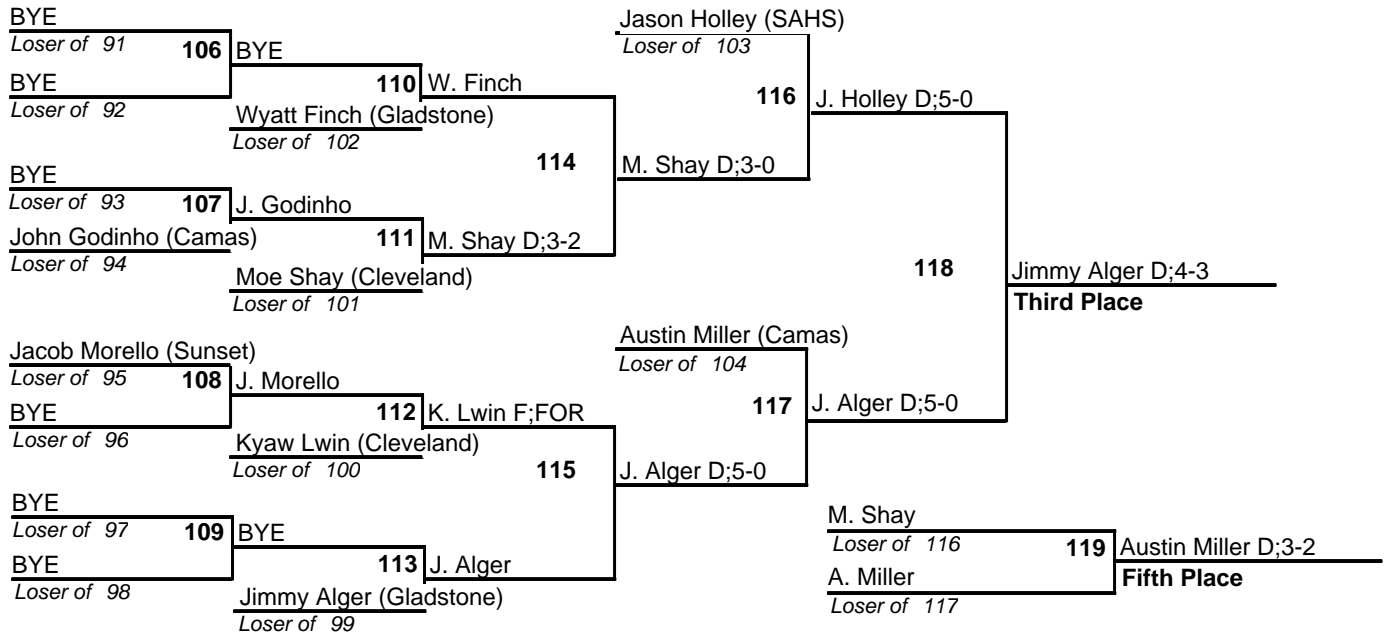 BYE
Loser of 91
106
BYE
BYE
Loser of 92
110
W. Finch
Wyatt Finch (Gladstone)
Loser of 102
BYE
Loser of 93
107
J. Godinho
John Godinho (Camas)
Loser of 94
111
M. Shay D;3-2
Moe Shay (Cleveland)
Loser of 101
114
M. Shay D;3-0
Jason Holley (SAHS)
Loser of 103
116
J. Holley D;5-0
Jacob Morello (Sunset)
Loser of 95
108
J. Morello
BYE
Loser of 96
112
K. Lwin F;FOR
Kyaw Lwin (Cleveland)
Loser of 100
BYE
Loser of 97
109
BYE
BYE
Loser of 98
113
J. Alger
Jimmy Alger (Gladstone)
Loser of 99
115
J. Alger D;5-0
Austin Miller (Camas)
Loser of 104
117
J. Alger D;5-0
118
Jimmy Alger D;4-3
Third Place
M. Shay
Loser of 116
A. Miller
Loser of 117
119
Austin Miller D;3-2
Fifth Place